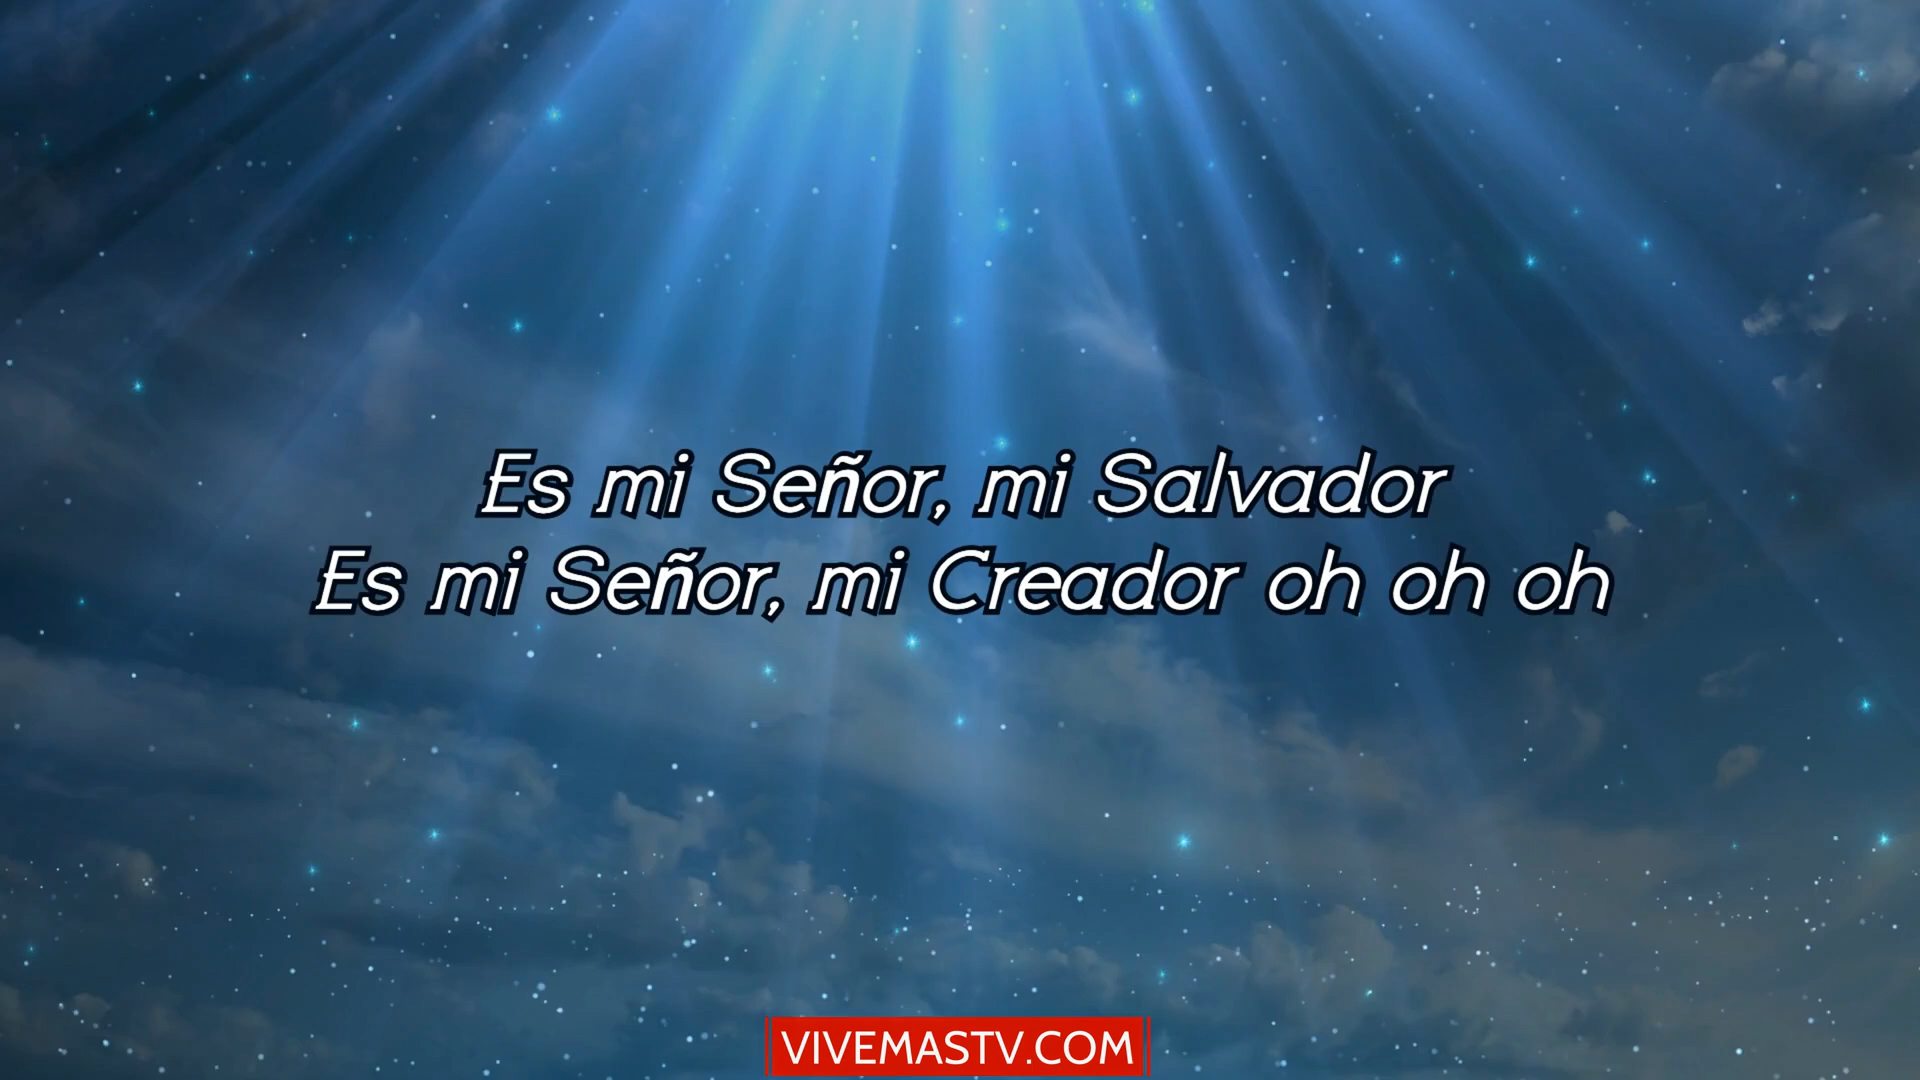 Es mi Señor, mi Salvador
Es mi Señor, mi Creador oh oh oh
VIVEMASTV.COM